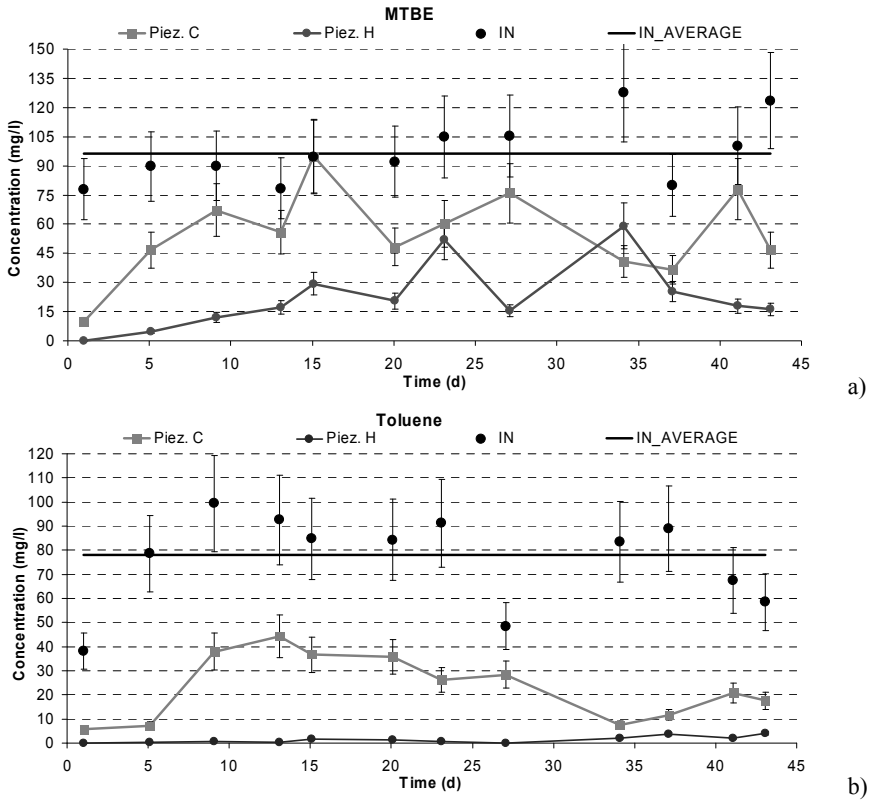 MTBE
Piez. C Piez. H IN IN_AVERAGE
Concentration (mg/l)
150
135
120
105
90
75
60
45
30
15
0
0 5 10 15 20 25 30 35 40 45
Time (d)
a)
Toluene
Piez. C Piez. H IN IN_AVERAGE
Concentration (mg/l)
120
110
100
90
80
70
60
50
40
30
20
10
0
0 5 10 15 20 25 30 35 40 45
Time (d)
b)